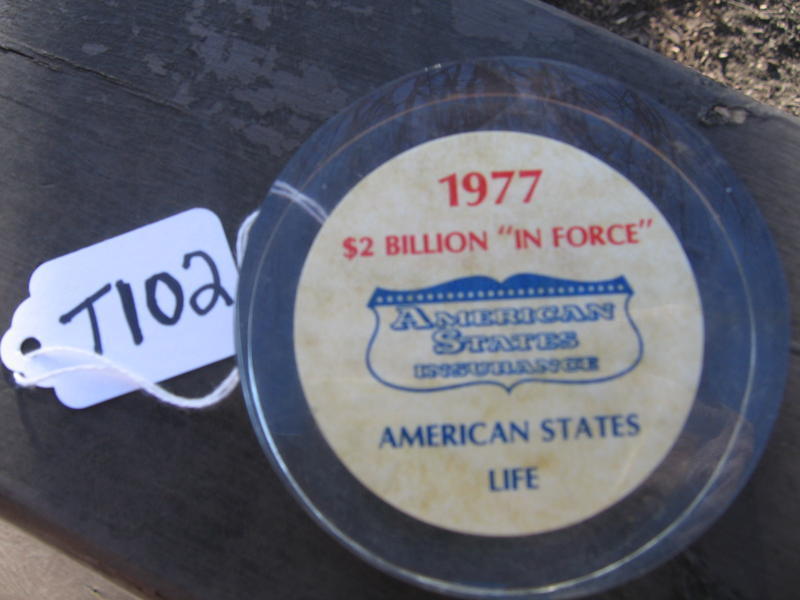 T102
1977
$2 BILLION "IN FORCE"
AMERICAN
STATES
INSURANCE
AMERICAN STATES
LIFE